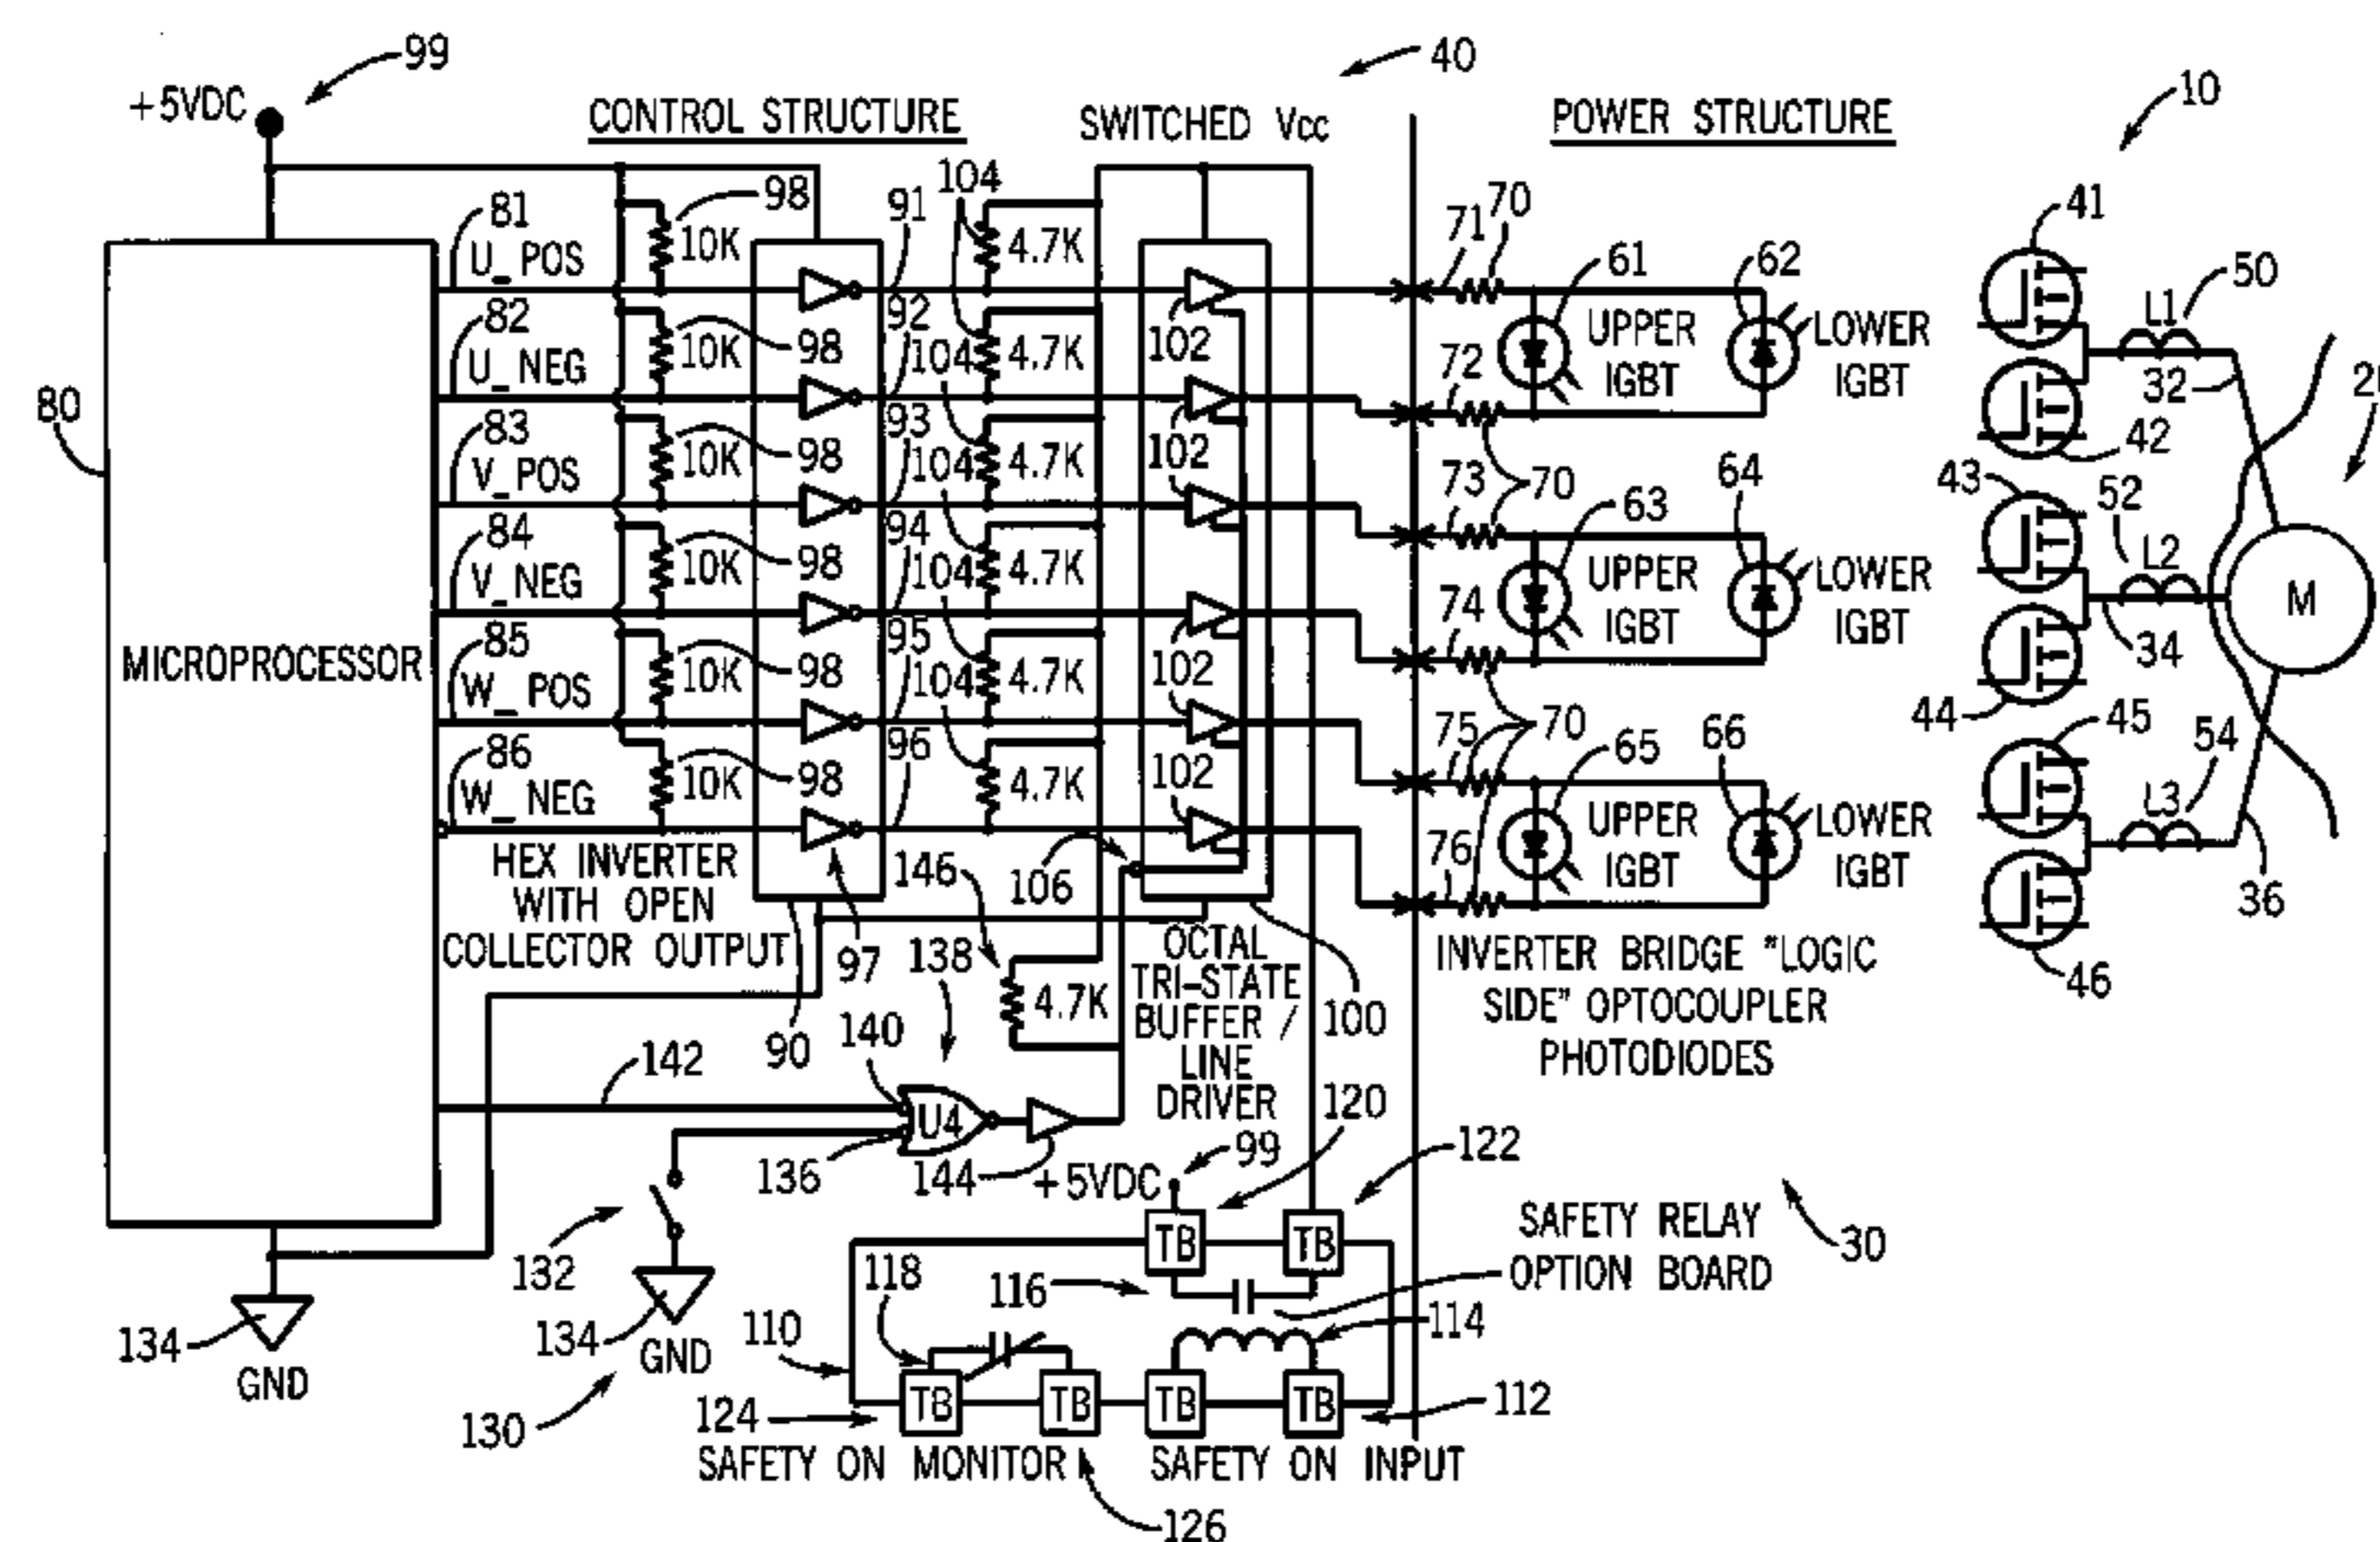 99
40
10
+5VDC
CONTROL STRUCTURE
SWITCHED Vcc
POWER STRUCTURE
81
98
104
91
71
70
41
U_POS
10K
4.7K
61
62
L1
50
82
92
102
UPPER
IGBT
LOWER
IGBT
U_NEG
10K
98
104
4.7K
72
32
80
83
93
102
42
V_POS
10K
98
104
4.7K
73
70
64
43
52
84
94
63
L2
V_NEG
10K
98
104
4.7K
74
UPPER
IGBT
LOWER
IGBT
M
MICROPROCESSOR
85
95
102
34
W_POS
10K
98
104
4.7K
75
70
44
45
86
96
102
65
66
54
W_NEG
10K
98
4.7K
L3
76
UPPER
IGBT
LOWER
IGBT
HEX INVERTER
WITH OPEN
COLLECTOR OUTPUT
146
106
36
97
138
OCTAL
TRI-STATE
BUFFER /
LINE
DRIVER
100
INVERTER BRIDGE "LOGIC
SIDE" OPTOCOUPLER
PHOTODIODES
46
4.7K
90
140
142
U4
136
144
+5VDC
99
120
122
TB
TB
SAFETY RELAY
OPTION BOARD
30
132
118
116
134
GND
134
GND
110
114
130
124
TB
TB
TB
TB
112
SAFETY ON MONITOR
SAFETY ON INPUT
126